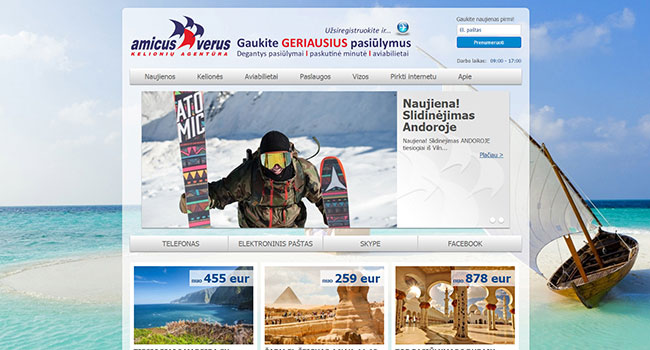 Gaukite naujienas pirmi!
Užsiregistruokite ir...
amicus verus
KELIONIŲ AGENTŪRA
Gaukite GERIAUSIUS pasiūlymus
Degantys pasiūlymai I paskutinė minutė I aviabilietai
El. paštas
Prenumeruoti
Darbo laikas: 09:00 - 17:00
Naujienos Kelionės Aviabilietai Paslaugos Vizos Pirkti internetu Apie
ATOMIC
Naujiena!
Slidinėjimas
Andoroje
Naujiena! Slidinėjimas ANDOROJE
tiesiogiai iš Viln...
Plačiau >
TELEFONAS ELEKTRONINIS PAŠTAS SKYPE FACEBOOK
nuo 455 eur
nuo 259 eur
nuo 878 eur